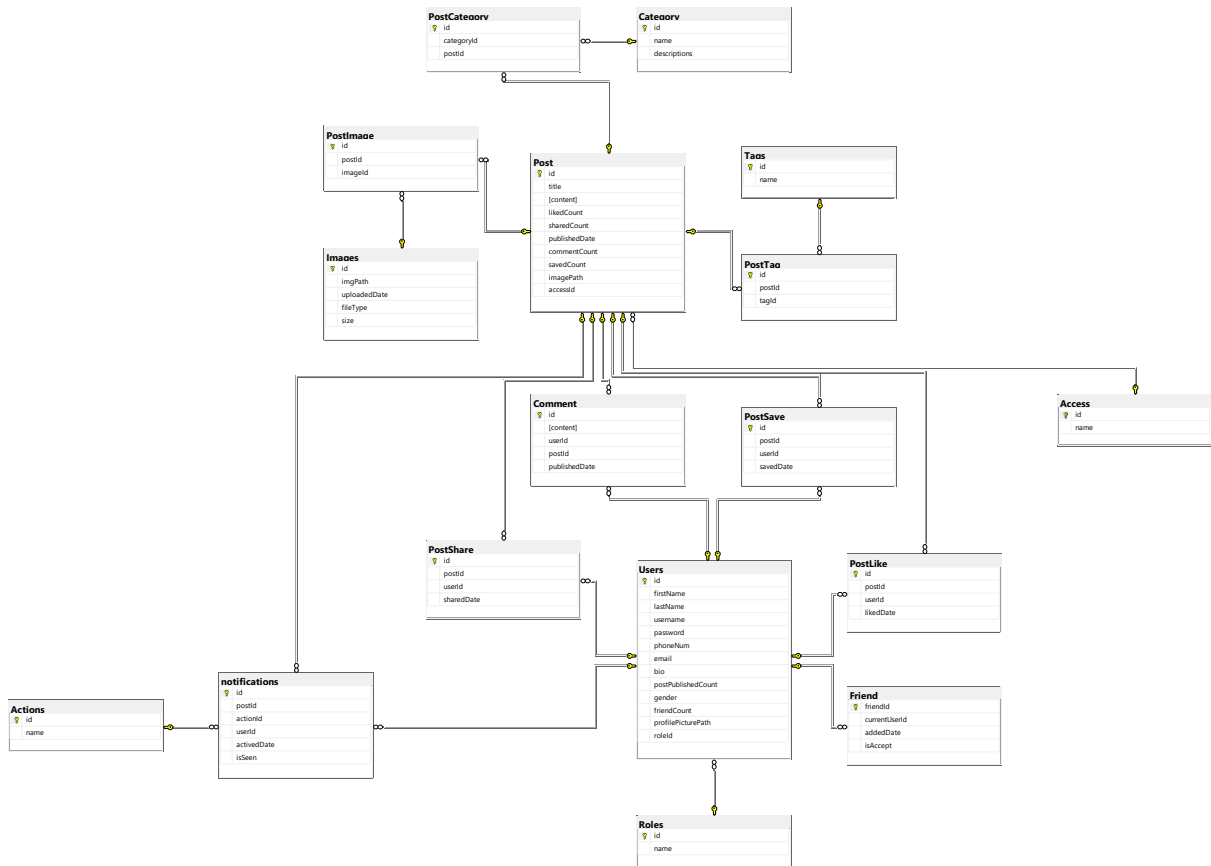 PostCategory
id
categoryId
postId
Category
id
name
descriptions
PostImage
id
postId
imageId
Post
id
title
[content]
likedCount
sharedCount
publishedDate
commentCount
savedCount
imagePath
accessId
Tags
id
name
Images
id
imgPath
uploadedDate
fileType
size
PostTag
id
postId
tagId
Comment
id
[content]
userId
postId
publishedDate
PostSave
id
postId
userId
savedDate
Access
id
name
PostShare
id
postId
userId
sharedDate
Users
id
firstName
lastName
username
password
phoneNum
email
bio
postPublishedCount
gender
friendCount
profilePicturePath
roleId
PostLike
id
postId
userId
likedDate
notifications
id
postId
actionId
userId
activedDate
isSeen
Actions
id
name
Friend
friendId
currentUserId
addedDate
isAccept
Roles
id
name